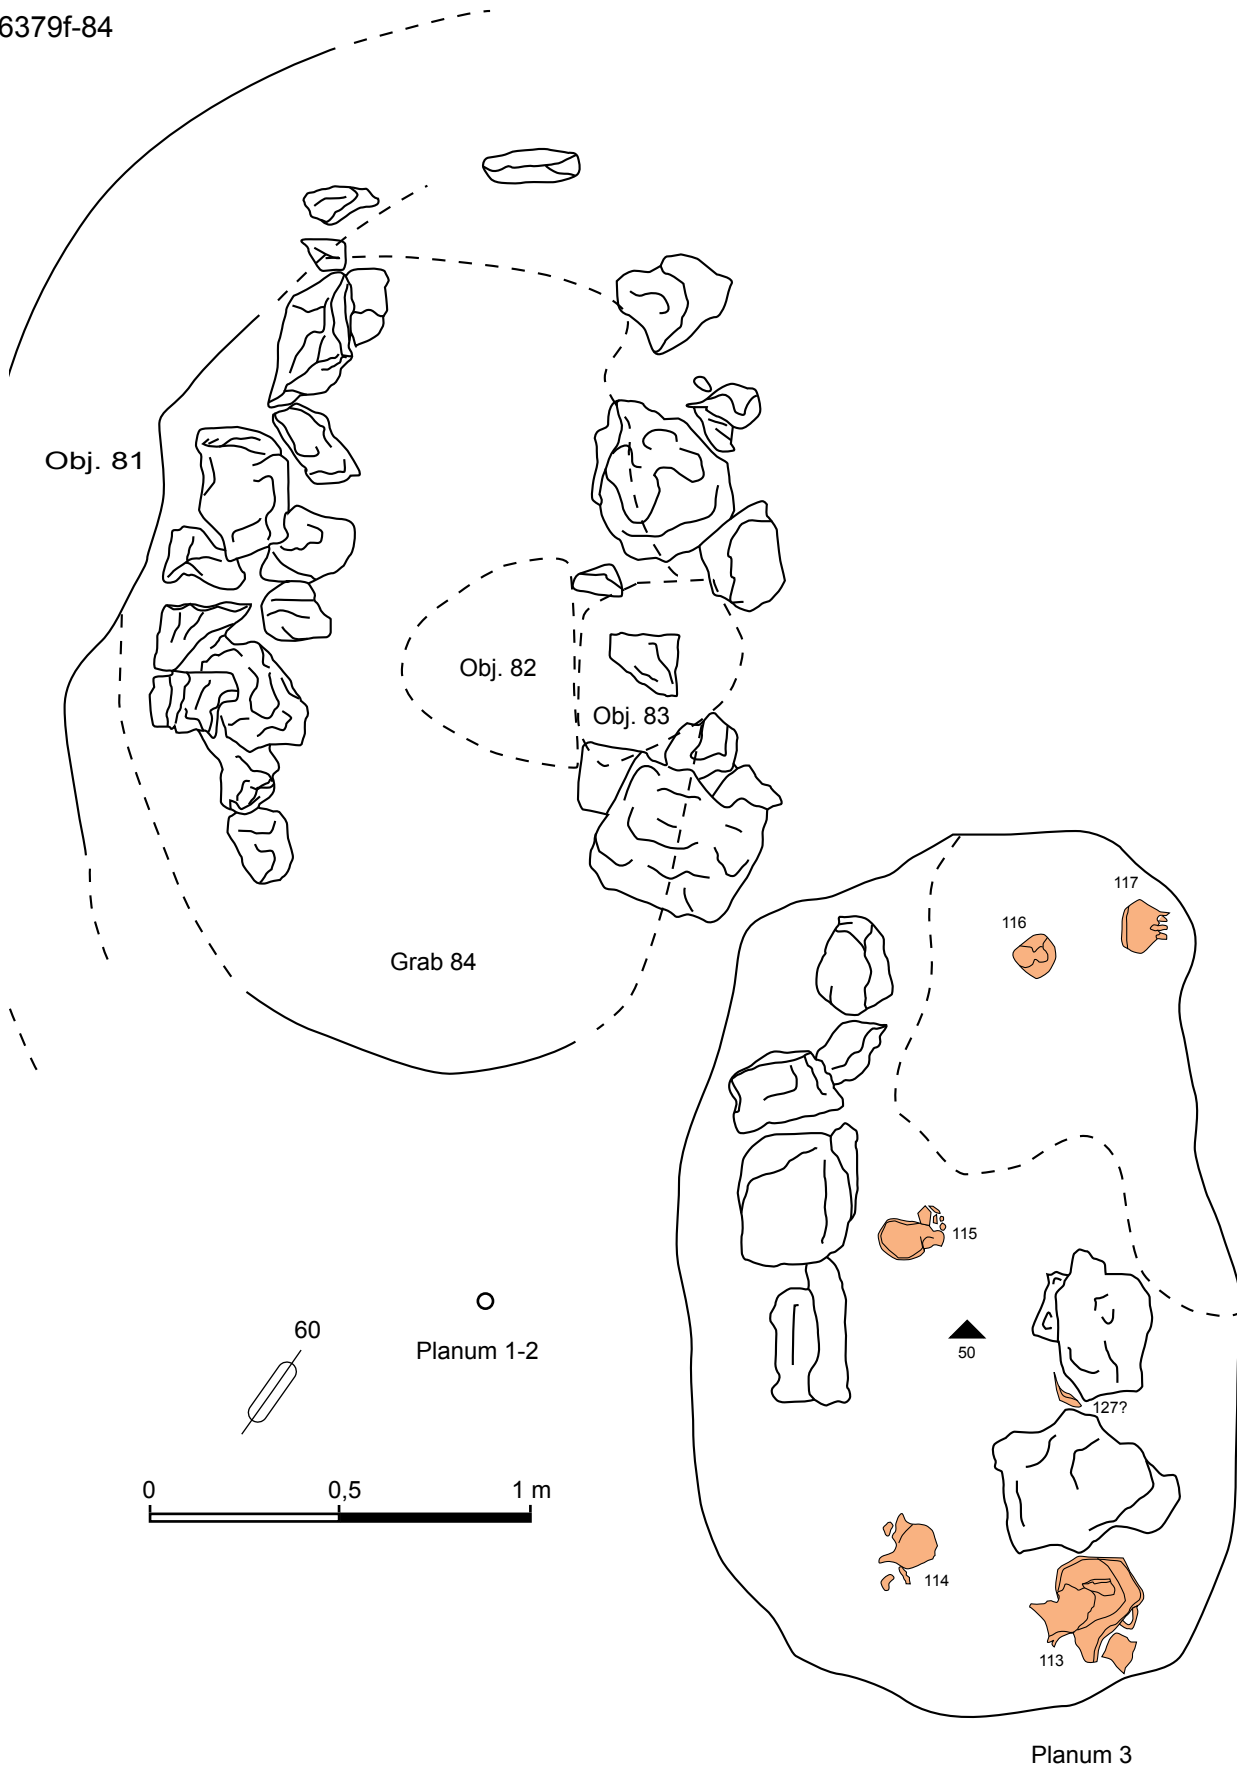 6379f-84
Obj. 81
Obj. 82
Obj. 83
Grab 84
117
116
115
50
127?
114
113
60
Planum 1-2
0 0,5 1 m
Planum 3